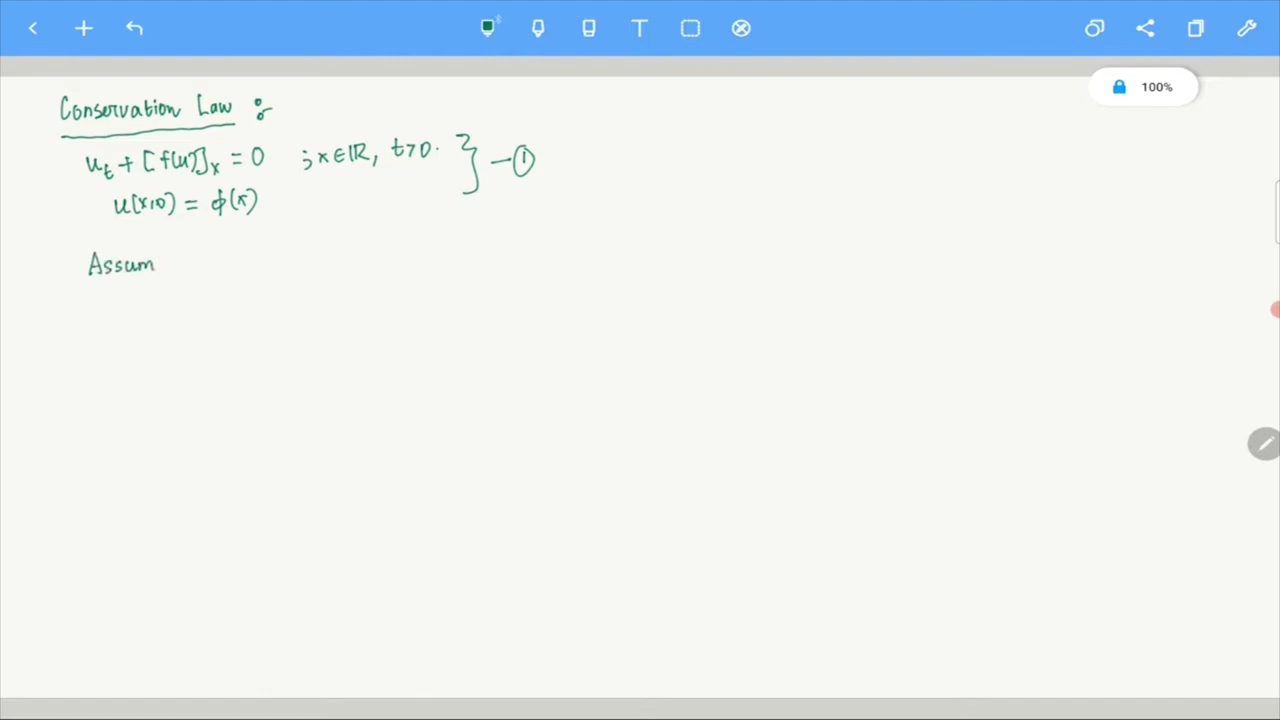 100%
Conservation Law :-
u_t + [f(u)]_x = 0 ; x ∈ ℝ, t > 0. } — ①
u(x,0) = ϕ(x)
Assum